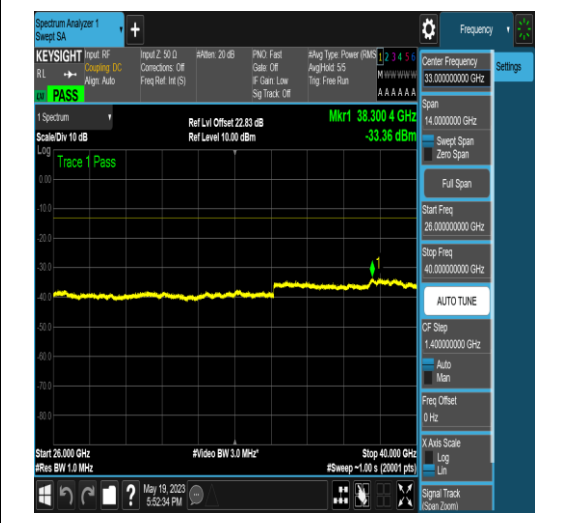 Spectrum Analyzer 1
Swept SA
+
Frequency
KEYSIGHT
RL
Input: RF
Coupling: DC
Align: Auto
Input Z: 50 Ω
Corrections: Off
Freq Ref: Int (S)
#Atten: 20 dB
PNO: Fast
Gate: Off
IF Gain: Low
Sig Track: Off
#Avg Type: Power (RMS
Avg|Hold: 5/5
Trig: Free Run
1 2 3 4 5 6
M W W W W W
A A A A A A
PASS
1 Spectrum
Scale/Div 10 dB
Ref Lvl Offset 22.83 dB
Ref Level 10.00 dBm
Mkr1 38.300 4 GHz
-33.36 dBm
Log
Trace 1 Pass
0.00
-10.0
-20.0
-30.0
-40.0
-50.0
-60.0
-70.0
-80.0
1
Start 26.000 GHz
#Res BW 1.0 MHz
#Video BW 3.0 MHz*
Stop 40.000 GHz
#Sweep ~1.00 s (20001 pts)
?
May 19, 2023
5:52:34 PM
Settings
Center Frequency
33.000000000 GHz
Span
14.0000000 GHz
Swept Span
Zero Span
Full Span
Start Freq
26.000000000 GHz
Stop Freq
40.000000000 GHz
AUTO TUNE
CF Step
1.400000000 GHz
Auto
Man
Freq Offset
0 Hz
X Axis Scale
Log
Lin
Signal Track
(Span Zoom)